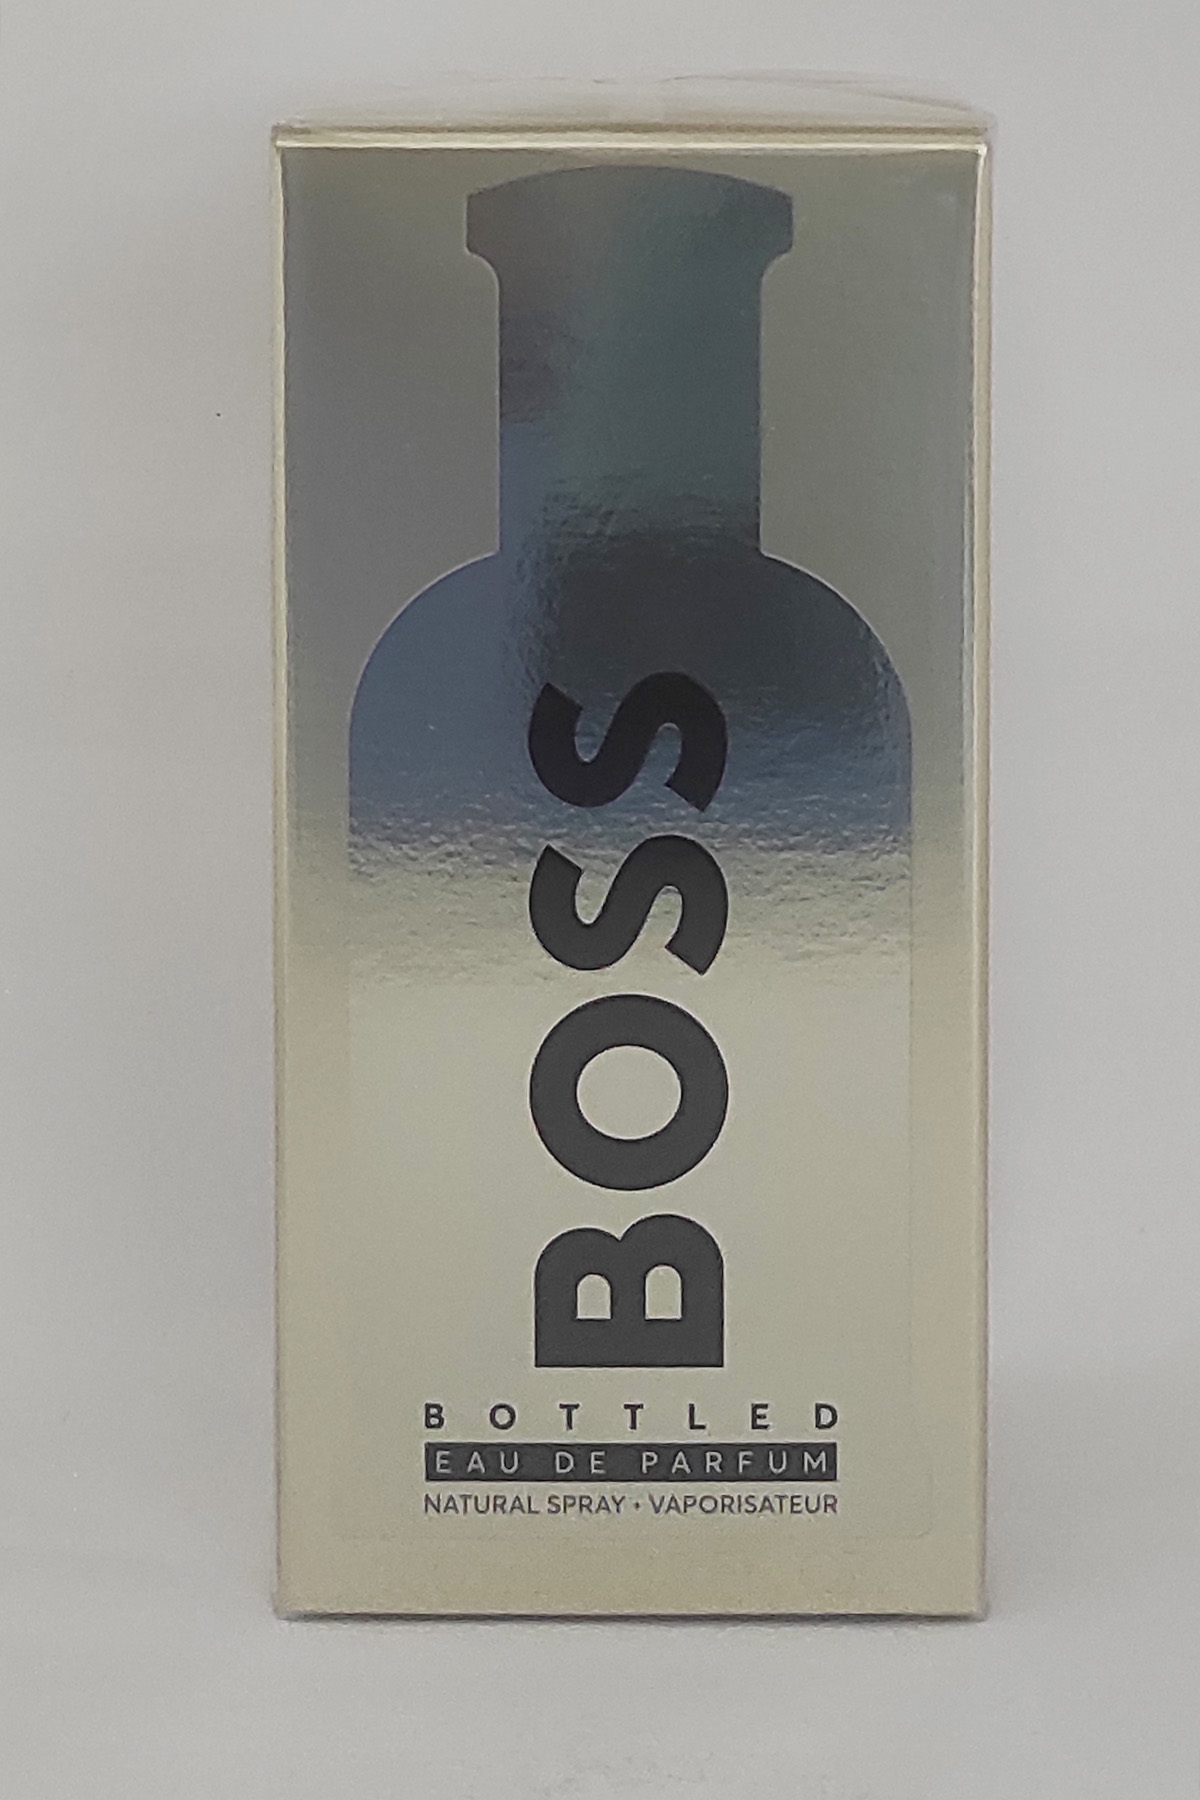 BOSS
BOTTLED
EAU DE PARFUM
NATURAL SPRAY • VAPORISATEUR